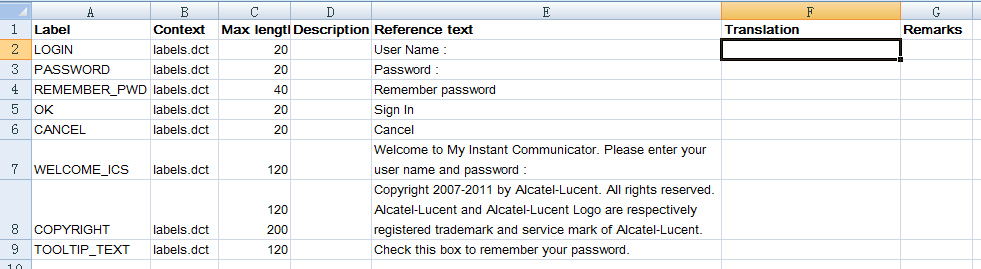 A B C D E F G
1 Label Context Max lengtl Description Reference text Translation Remarks
2 LOGIN labels.dct 20 User Name :
3 PASSWORD labels.dct 20 Password :
4 REMEMBER_PWD labels.dct 40 Remember password
5 OK labels.dct 20 Sign In
6 CANCEL labels.dct 20 Cancel
Welcome to My Instant Communicator. Please enter your
7 WELCOME_ICS labels.dct 120 user name and password :
Copyright 2007-2011 by Alcatel-Lucent. All rights reserved.
120 Alcatel-Lucent and Alcatel-Lucent Logo are respectively
8 COPYRIGHT labels.dct 200 registered trademark and service mark of Alcatel-Lucent.
9 TOOLTIP_TEXT labels.dct 120 Check this box to remember your password.
10